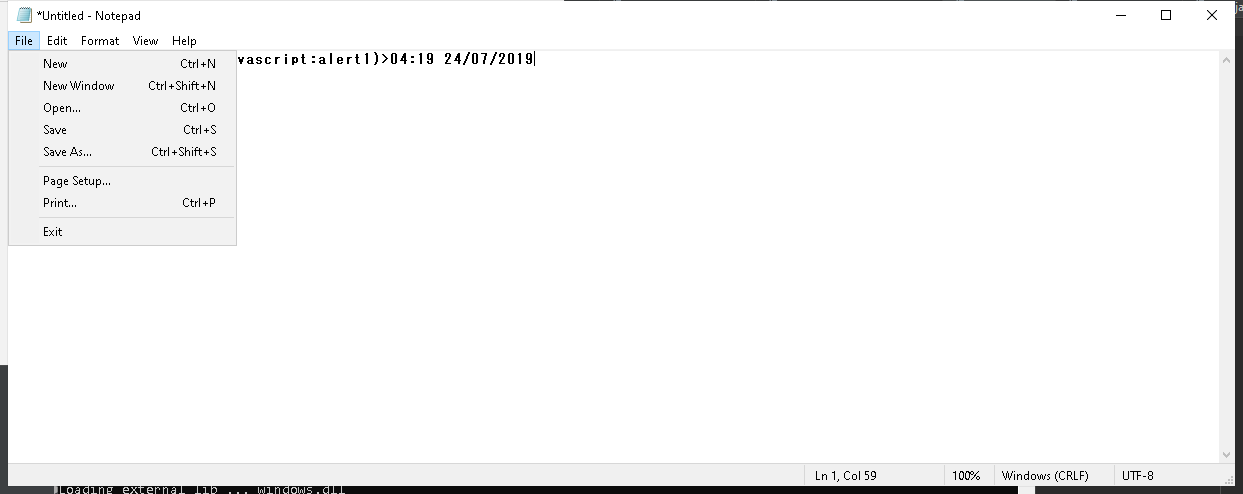 *Untitled - Notepad
File Edit Format View Help
vascript:alert1)>04:19 24/07/2019
New Ctrl+N
New Window Ctrl+Shift+N
Open... Ctrl+O
Save Ctrl+S
Save As... Ctrl+Shift+S
Page Setup...
Print... Ctrl+P
Exit
Ln 1, Col 59 100% Windows (CRLF) UTF-8
Loading external lib ... windows.dll